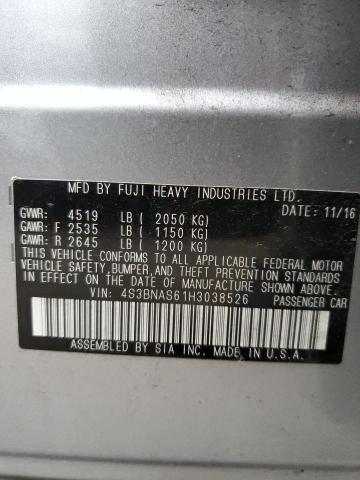 MFD. BY FUJI HEAVY INDUSTRIES LTD.
DATE: 11/16
GVWR: 4519 LB ( 2050 KG)
GAWR: F 2535 LB ( 1150 KG)
GAWR: R 2645 LB ( 1200 KG)
THIS VEHICLE CONFORMS TO ALL APPLICABLE FEDERAL MOTOR
VEHICLE SAFETY, BUMPER, AND THEFT PREVENTION STANDARDS
IN EFFECT ON THE DATE OF MANUFACTURE SHOWN ABOVE.
VIN: 4S3BNAS61H3038526
PASSENGER CAR
ASSEMBLED BY SIA INC. MADE IN U.S.A.